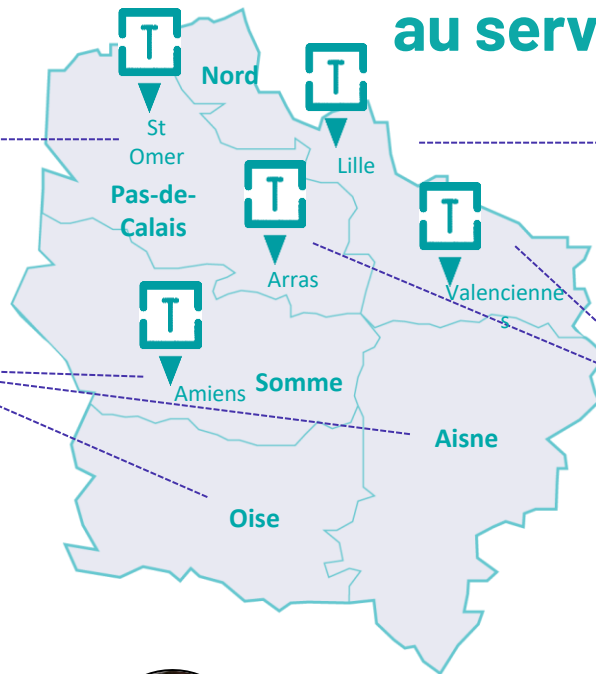 au serv
T
Nord
T
St
Omer
Lille
Pas-de-
Calais
T
T
Arras
Valencienne
s
T
Amiens
Somme
Aisne
Oise